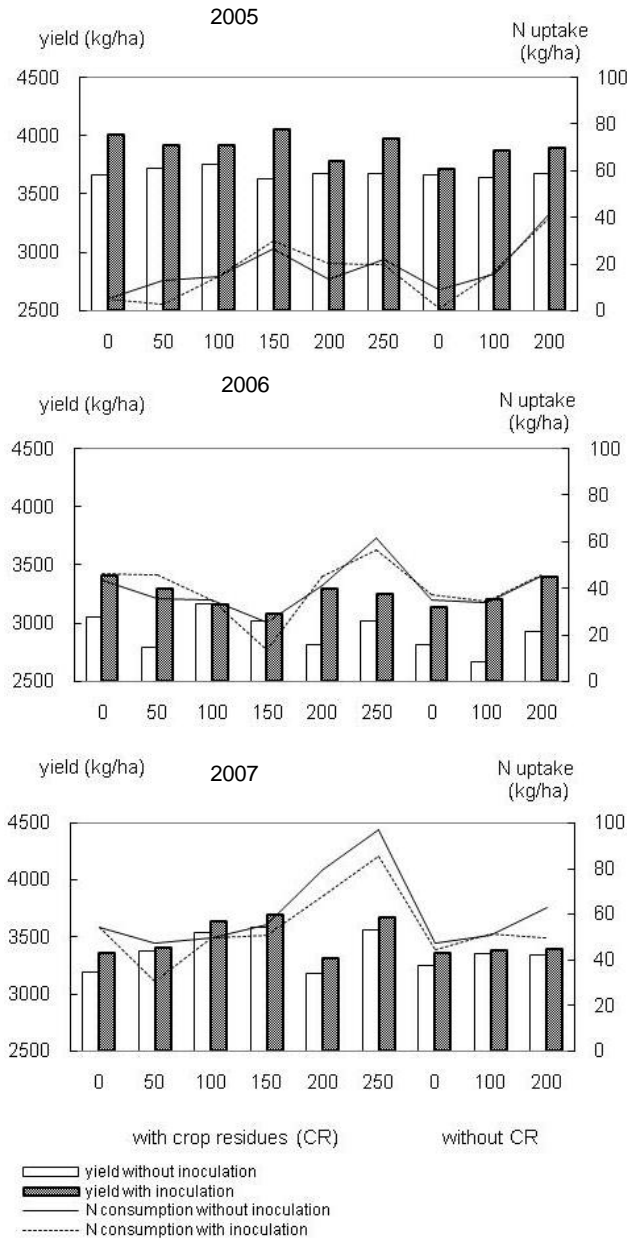 2005
yield (kg/ha)
N uptake
(kg/ha)
4500
4000
3500
3000
2500
100
80
60
40
20
0
0 50 100 150 200 250 0 100 200
2006
yield (kg/ha)
N uptake
(kg/ha)
4500
4000
3500
3000
2500
100
80
60
40
20
0
0 50 100 150 200 250 0 100 200
yield (kg/ha)
2007
N uptake
(kg/ha)
4500
4000
3500
3000
2500
100
80
60
40
20
0
0 50 100 150 200 250 0 100 200
with crop residues (CR) without CR
yield without inoculation
yield with inoculation
N consumption without inoculation
N consumption with inoculation